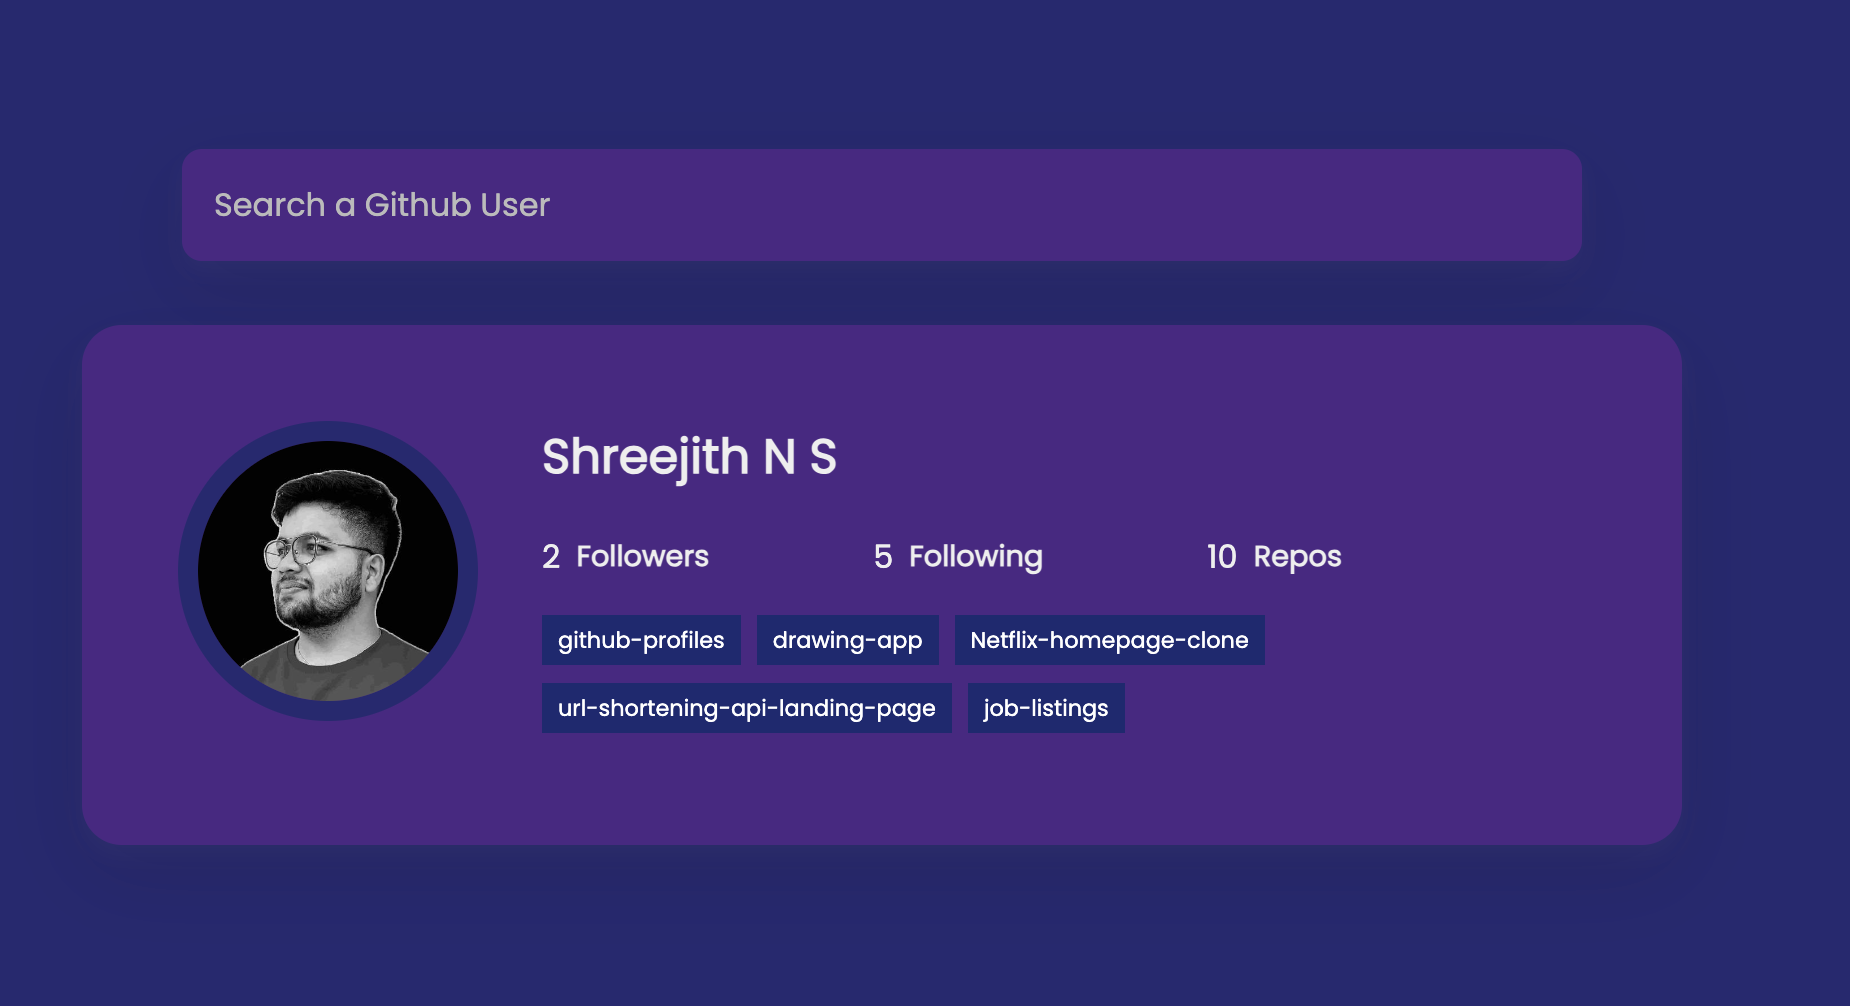 Search a Github User
Shreejith N S
2 Followers 5 Following 10 Repos
github-profiles drawing-app Netflix-homepage-clone
url-shortening-api-landing-page job-listings